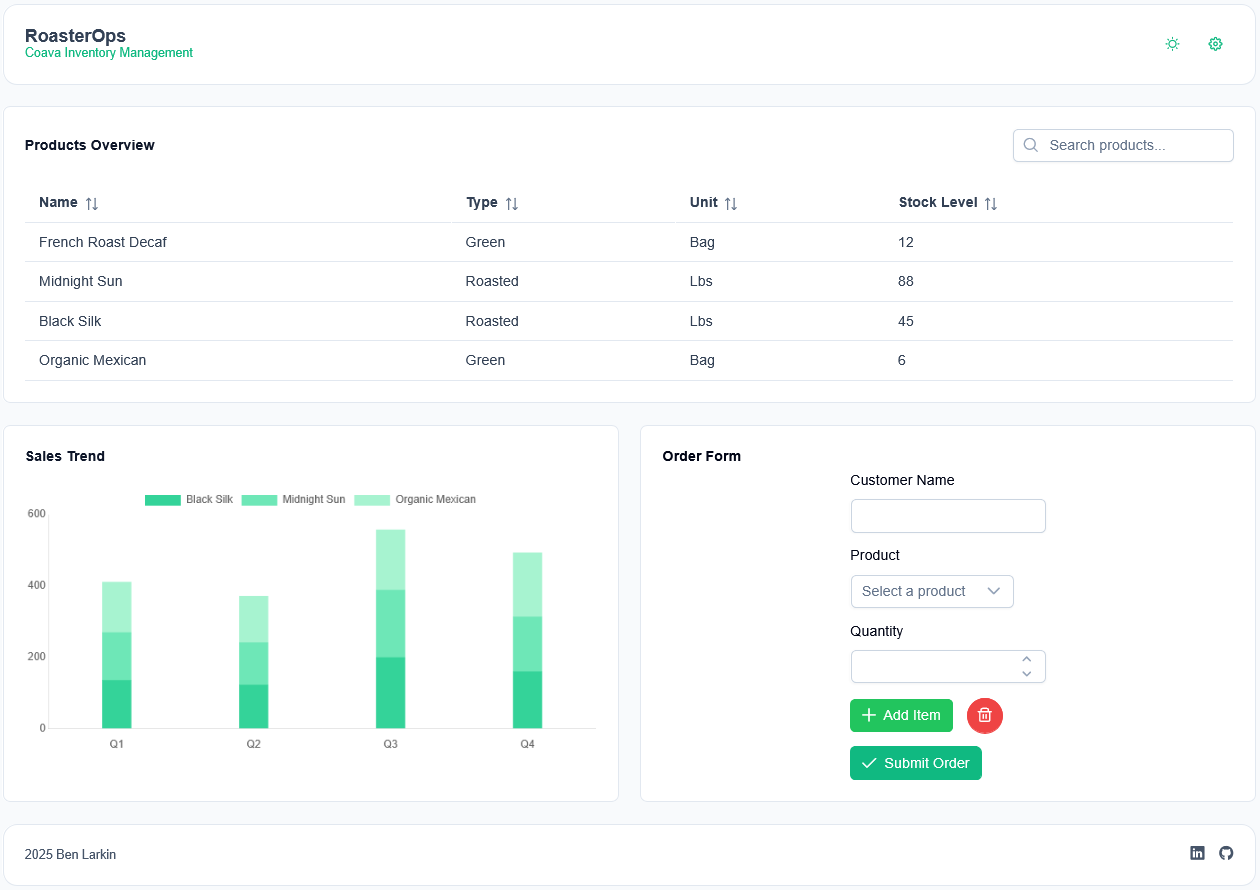 RoasterOps
Coava Inventory Management
Products Overview
Search products...
Name Type Unit Stock Level
French Roast Decaf Green Bag 12
Midnight Sun Roasted Lbs 88
Black Silk Roasted Lbs 45
Organic Mexican Green Bag 6
Sales Trend
Black Silk Midnight Sun Organic Mexican
600
400
200
0
Q1 Q2 Q3 Q4
Order Form
Customer Name
Product
Select a product
Quantity
Add Item
Submit Order
2025 Ben Larkin
in